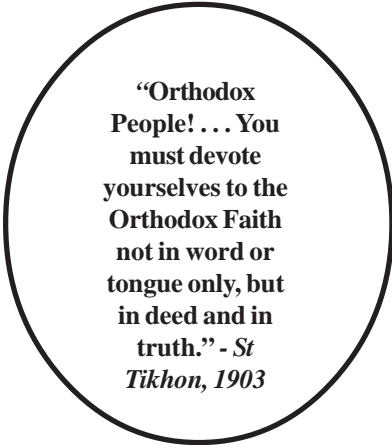 “Orthodox
People! . . . You
must devote
yourselves to the
Orthodox Faith
not in word or
tongue only, but
in deed and in
truth.” - St
Tikhon, 1903